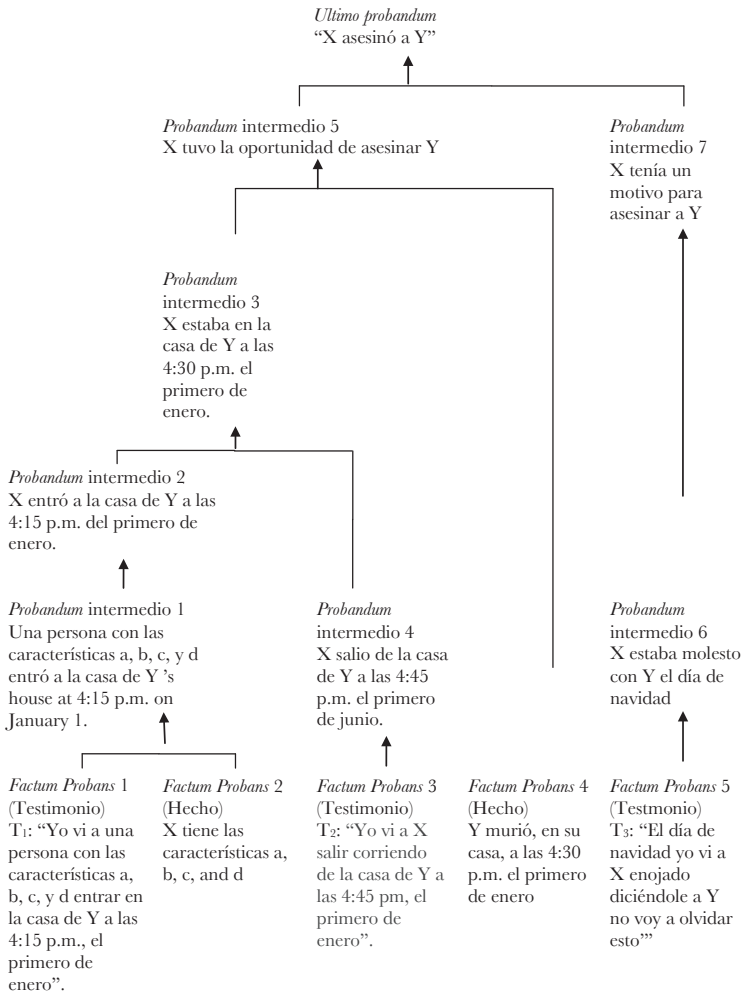 Ultimo probandum
“X asesinó a Y”
Probandum intermedio 5
X tuvo la oportunidad de asesinar Y
Probandum
intermedio 7
X tenía un
motivo para
asesinar a Y
Probandum
intermedio 3
X estaba en la
casa de Y a las
4:30 p.m. el
primero de
enero.
Probandum intermedio 2
X entró a la casa de Y a las
4:15 p.m. del primero de
enero.
Probandum intermedio 1
Una persona con las
características a, b, c, y d
entró a la casa de Y ’s
house at 4:15 p.m. on
January 1.
Probandum
intermedio 4
X salio de la casa
de Y a las 4:45
p.m. el primero
de junio.
Probandum
intermedio 6
X estaba molesto
con Y el día de
navidad
Factum Probans 1
(Testimonio)
T1: “Yo vi a una
persona con las
características a,
b, c, y d entrar en
la casa de Y a las
4:15 p.m., el
primero de
enero”.
Factum Probans 2
(Hecho)
X tiene las
características a,
b, c, and d
Factum Probans 3
(Testimonio)
T2: “Yo vi a X
salir corriendo
de la casa de Y a
las 4:45 pm, el
primero de
enero”.
Factum Probans 4
(Hecho)
Y murió, en su
casa, a las 4:30
p.m. el primero
de enero
Factum Probans 5
(Testmonio)
T3: “El día de
navidad yo vi a
X enojado
diciéndole a Y
no voy a olvidar
esto’”